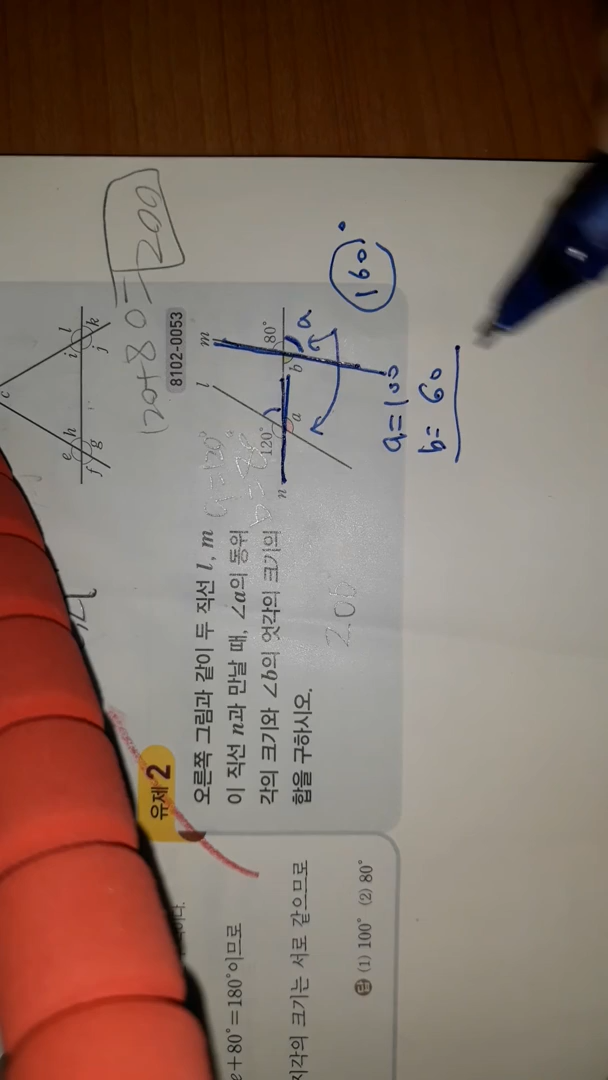 유제 2
오른쪽 그림과 같이 두 직선 l, m
이 직선 n과 만날 때, ∠a의 동위
각의 크기와 ∠b의 엇각의 크기의
합을 구하시오.
8102-0053
m
l
n
120°
a
b
80°
a
160°
a=100
b=60
120+80=200
c
e
f
h
g
i
l
j
k
e+80°=180°이므로
각의 크기는 서로 같으므로
답 (1) 100° (2) 80°